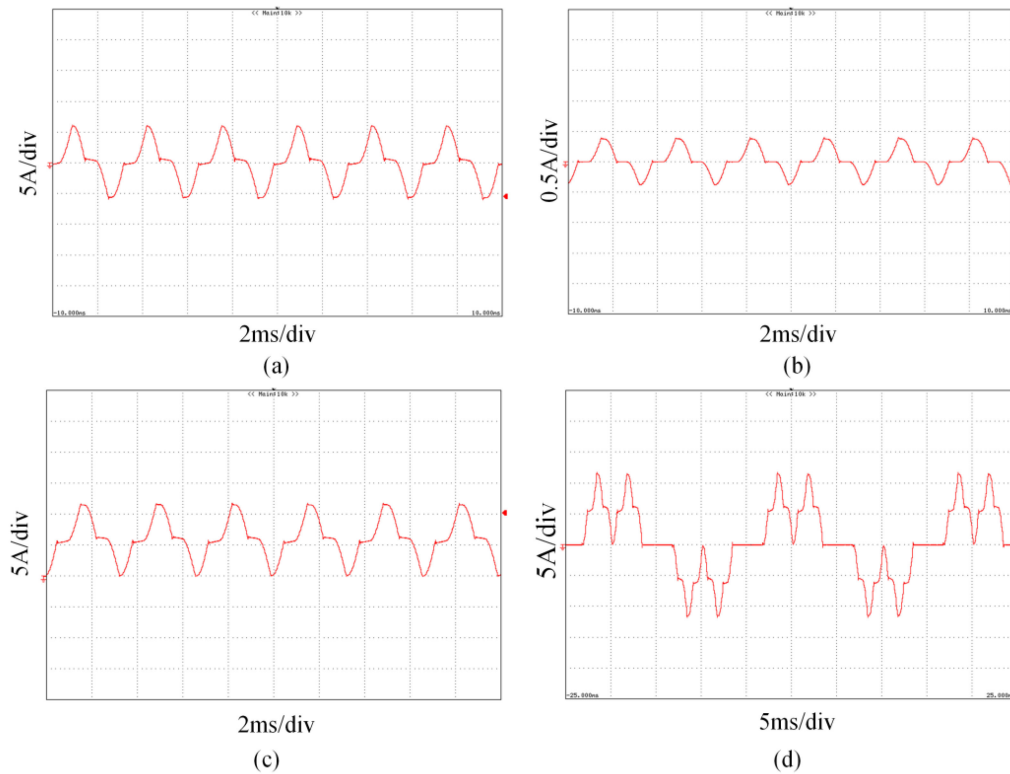 << Main:10k >>
<< Main:10k >>
5A/div
0.5A/div
-10.000ms
10.000ms
-10.000ms
10.000ms
2ms/div
2ms/div
(a)
(b)
<< Main:10k >>
<< Main:10k >>
5A/div
5A/div
-25.000ms
25.000ms
2ms/div
5ms/div
(c)
(d)